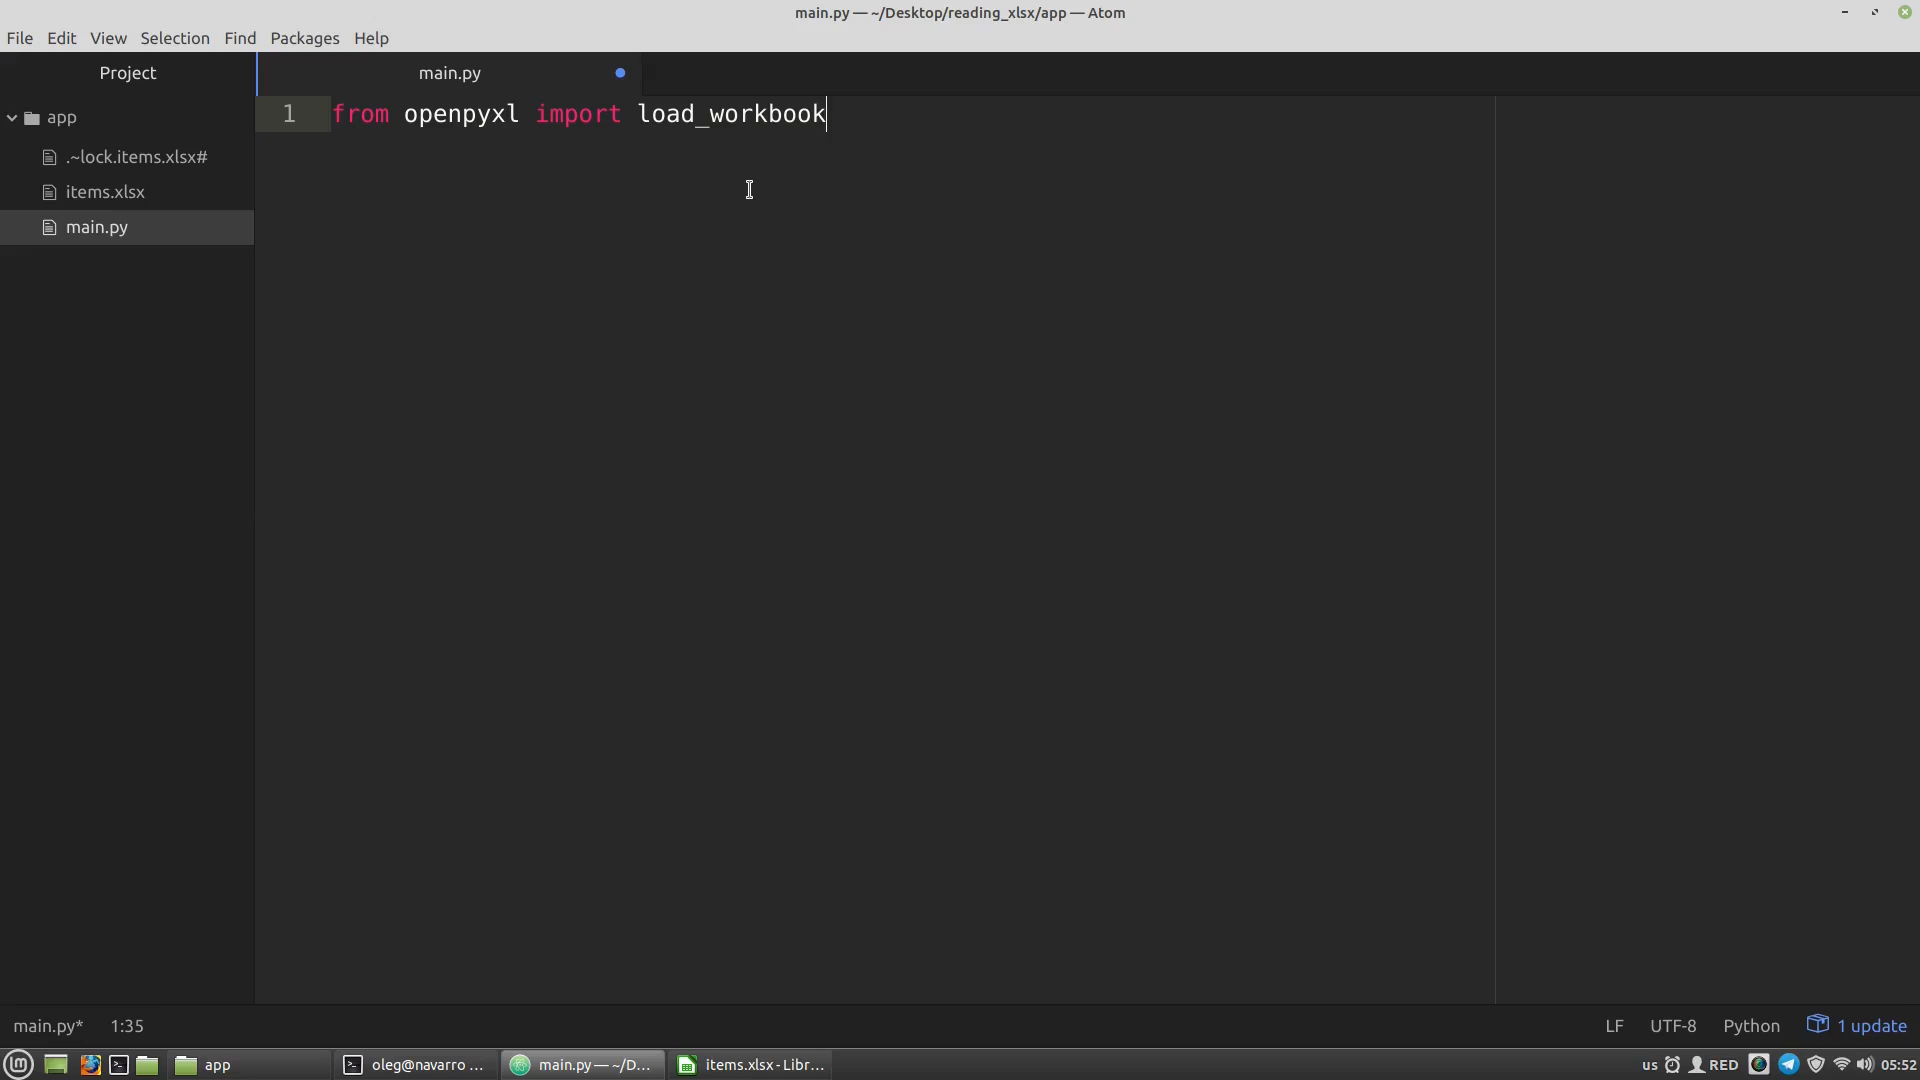 main.py — ~/Desktop/reading_xlsx/app — Atom
File Edit View Selection Find Packages Help
Project
main.py
app
.~lock.items.xlsx#
items.xlsx
main.py
1 from openpyxl import load_workbook
main.py* 1:35
LF UTF-8 Python 1 update
app
oleg@navarro ...
main.py — ~/D...
items.xlsx - Libr...
us RED 05:52